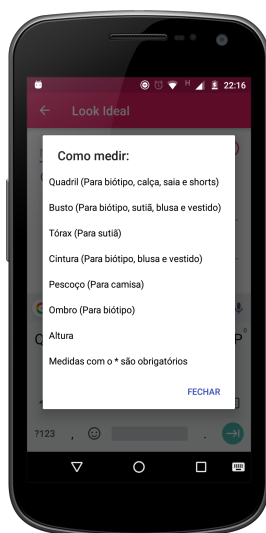 22:16
H
Look Ideal
Como medir:
Quadril (Para biótipo, calça, saia e shorts)
Busto (Para biótipo, sutiã, blusa e vestido)
Tórax (Para sutiã)
Cintura (Para biótipo, blusa e vestido)
Pescoço (Para camisa)
Ombro (Para biótipo)
Altura
Medidas com o * são obrigatórios
FECHAR
Q
P
0
?123 , .